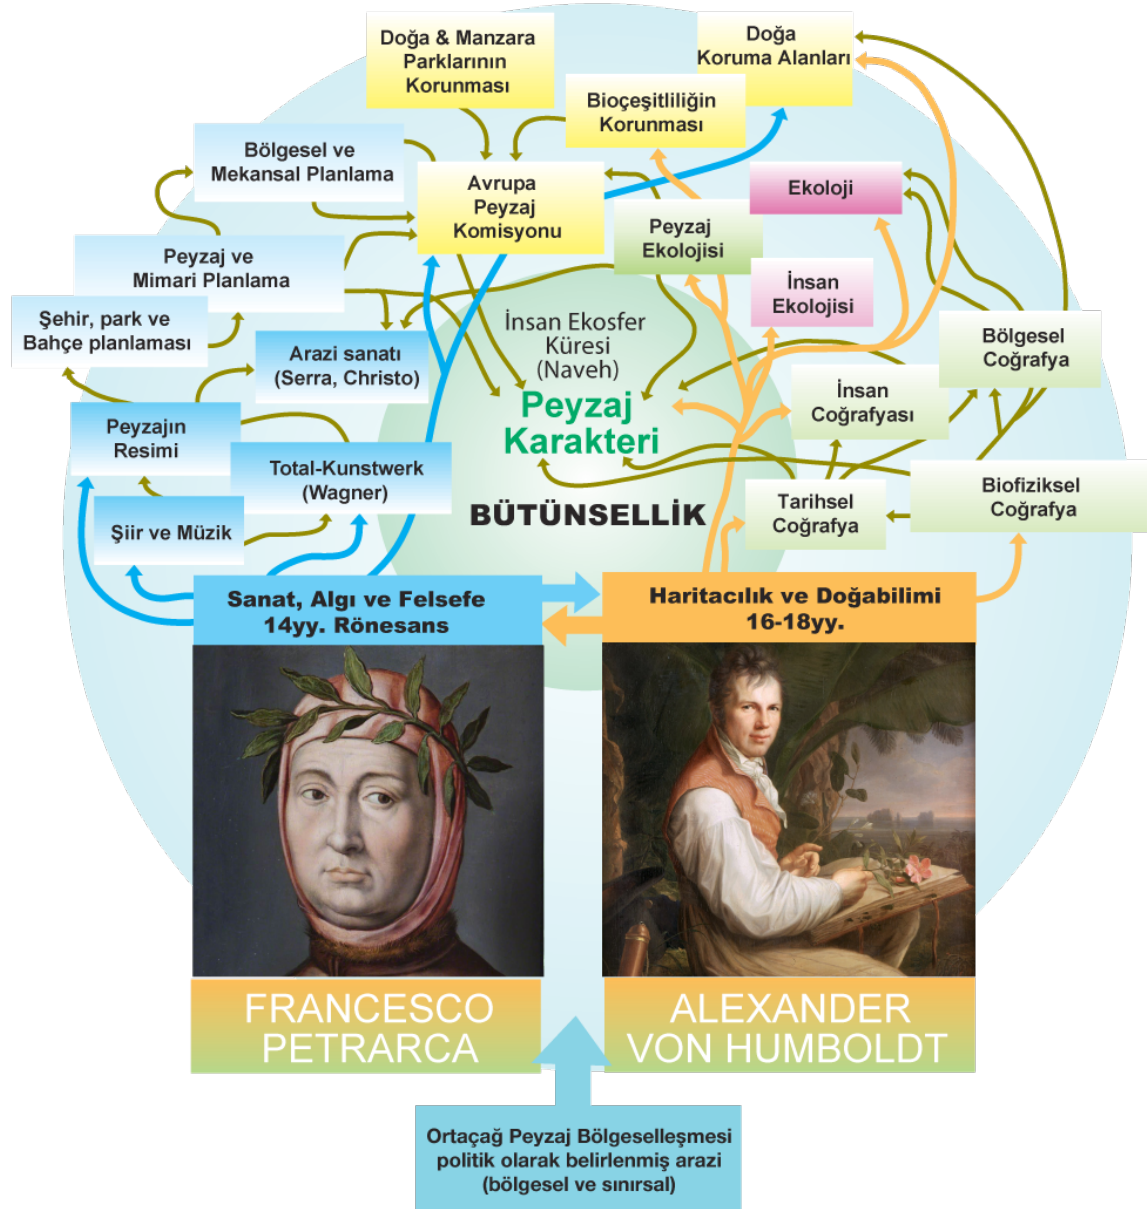 Doğa & Manzara
Parklarının
Korunması
Doğa
Koruma Alanları
Bioçeşitliliğin
Korunması
Bölgesel ve
Mekansal Planlama
Avrupa
Peyzaj
Komisyonu
Ekoloji
Peyzaj
Ekolojisi
Peyzaj ve
Mimari Planlama
İnsan
Ekolojisi
Şehir, park ve
Bahçe planlaması
İnsan Ekosfer
Küresi
(Naveh)
Bölgesel
Coğrafya
Arazi sanatı
(Serra, Christo)
Peyzaj
Karakteri
İnsan
Coğrafyası
Peyzajın
Resimi
Total-Kunstwerk
(Wagner)
BÜTÜNSELLİK
Tarihsel
Coğrafya
Biofiziksel
Coğrafya
Şiir ve Müzik
Sanat, Algı ve Felsefe
14yy. Rönesans
Haritacılık ve Doğabilimi
16-18yy.
FRANCESCO
PETRARCA
ALEXANDER
VON HUMBOLDT
Ortaçağ Peyzaj Bölgeselleşmesi
politik olarak belirlenmiş arazi
(bölgesel ve sınırsal)